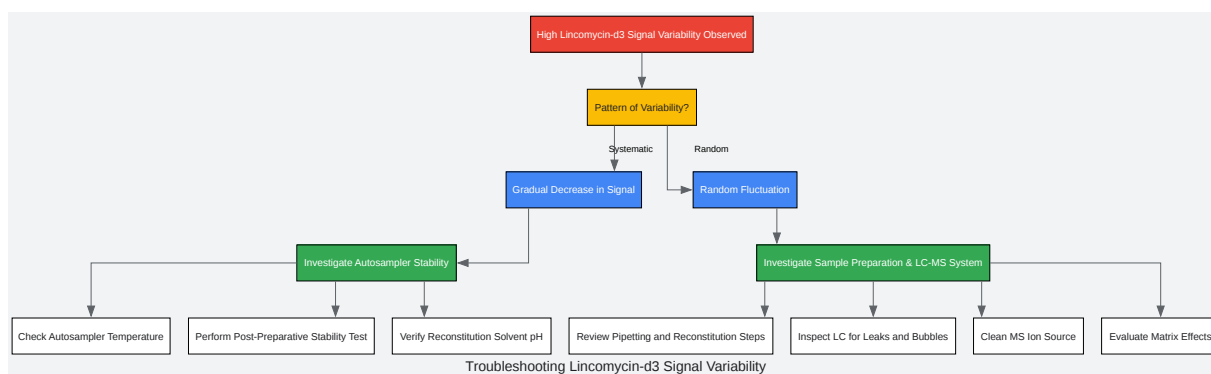 High Lincomycin-d3 Signal Variability Observed
Pattern of Variability?
Systematic
Random
Gradual Decrease in Signal
Random Fluctuation
Investigate Autosampler Stability
Investigate Sample Preparation & LC-MS System
Check Autosampler Temperature
Perform Post-Preparative Stability Test
Verify Reconstitution Solvent pH
Review Pipetting and Reconstitution Steps
Inspect LC for Leaks and Bubbles
Clean MS Ion Source
Evaluate Matrix Effects
Troubleshooting Lincomycin-d3 Signal Variability